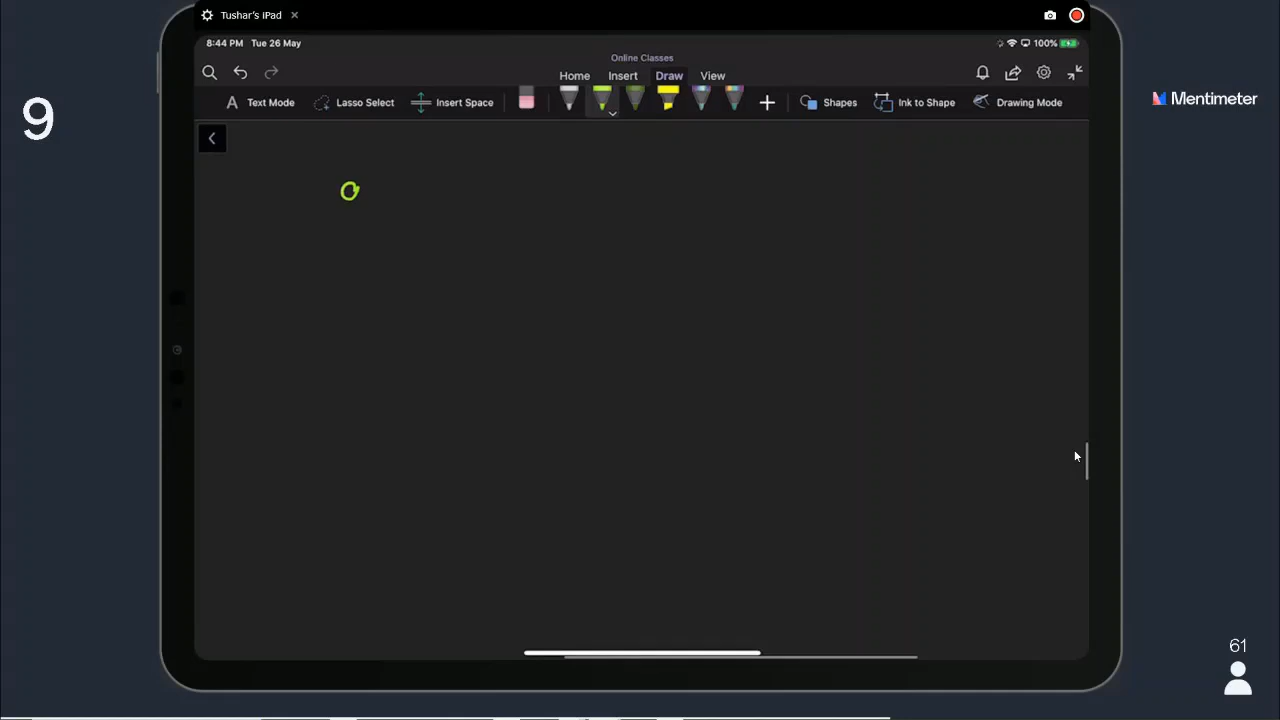 Tushar's iPad
9
8:44 PM Tue 26 May
100%
Online Classes
Home Insert Draw View
Mentimeter
A Text Mode Lasso Select Insert Space Shapes Ink to Shape Drawing Mode
61